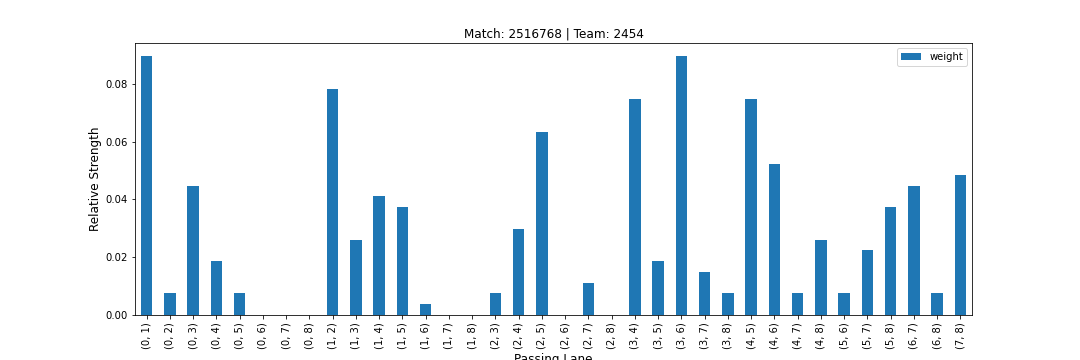 Match: 2516768 | Team: 2454
weight
Relative Strength
0.08
0.06
0.04
0.02
0.00
(0, 1) (0, 2) (0, 3) (0, 4) (0, 5) (0, 6) (0, 7) (0, 8) (1, 2) (1, 3) (1, 4) (1, 5) (1, 6) (1, 7) (1, 8) (2, 3) (2, 4) (2, 5) (2, 6) (2, 7) (2, 8) (3, 4) (3, 5) (3, 6) (3, 7) (3, 8) (4, 5) (4, 6) (4, 7) (4, 8) (5, 6) (5, 7) (5, 8) (6, 7) (6, 8) (7, 8)
Passing Lane